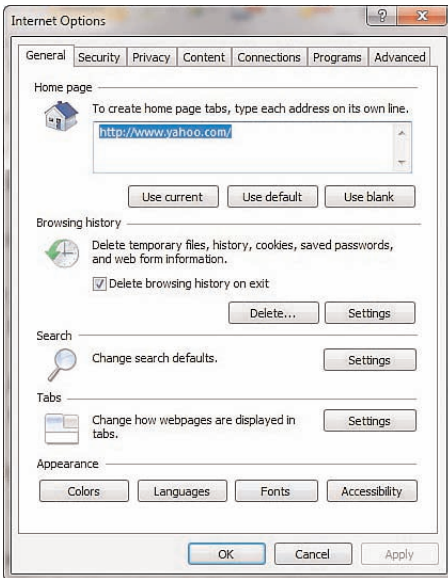 Internet Options
General Security Privacy Content Connections Programs Advanced
Home page
To create home page tabs, type each address on its own line.
http://www.yahoo.com/
Use current Use default Use blank
Browsing history
Delete temporary files, history, cookies, saved passwords,
and web form information.
Delete browsing history on exit
Delete... Settings
Search
Change search defaults. Settings
Tabs
Change how webpages are displayed in
tabs.
Settings
Appearance
Colors Languages Fonts Accessibility
OK Cancel Apply